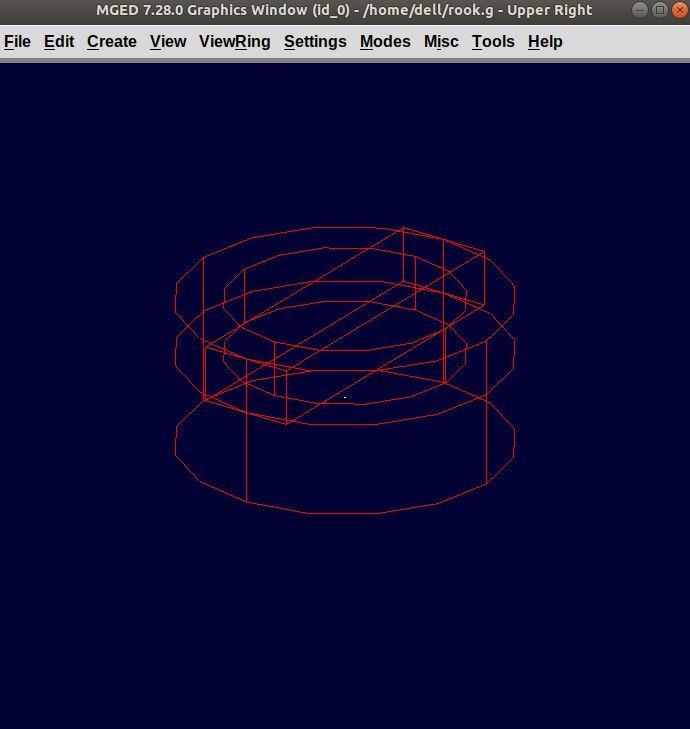 MGED 7.28.0 Graphics Window (id_0) - /home/dell/rook.g - Upper Right
File Edit Create View ViewRing Settings Modes Misc Tools Help